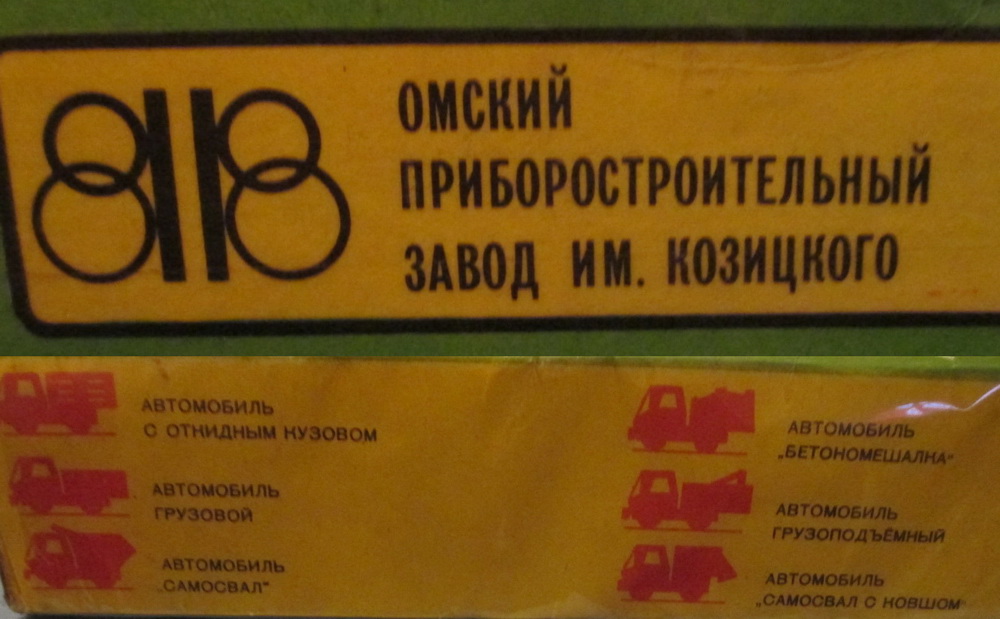 ОМСКИЙ
ПРИБОРОСТРОИТЕЛЬНЫЙ
ЗАВОД ИМ. КОЗИЦКОГО
АВТОМОБИЛЬ
С ОТКИДНЫМ КУЗОВОМ
АВТОМОБИЛЬ
ГРУЗОВОЙ
АВТОМОБИЛЬ
„САМОСВАЛ“
АВТОМОБИЛЬ
„БЕТОНОМЕШАЛКА“
АВТОМОБИЛЬ
ГРУЗОПОДЪЁМНЫЙ
АВТОМОБИЛЬ
„САМОСВАЛ С КОВШОМ“